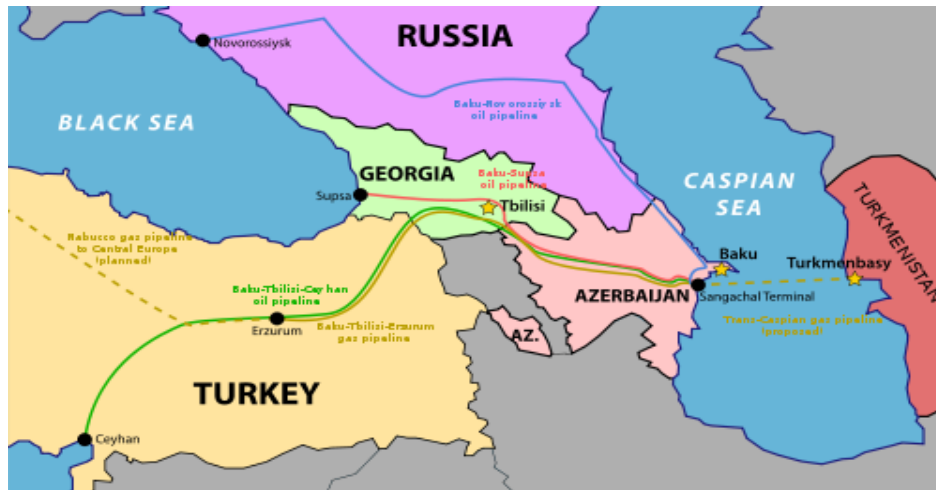 RUSSIA
Novorossiysk
Baku-Novorossiysk
oil pipeline
BLACK SEA
GEORGIA
Baku-Supsa
oil pipeline
CASPIAN
SEA
Supsa
Tbilisi
TURKMENISTAN
Nabucco gas pipeline
to Central Europe
(planned)
Baku
Turkmenbasy
Baku-Tbilisi-Ceyhan
oil pipeline
AZERBAIJAN
Sangachal Terminal
Erzurum
Baku-Tbilisi-Erzurum
gas pipeline
AZ.
Trans-Caspian gas pipeline
(proposed)
TURKEY
Ceyhan